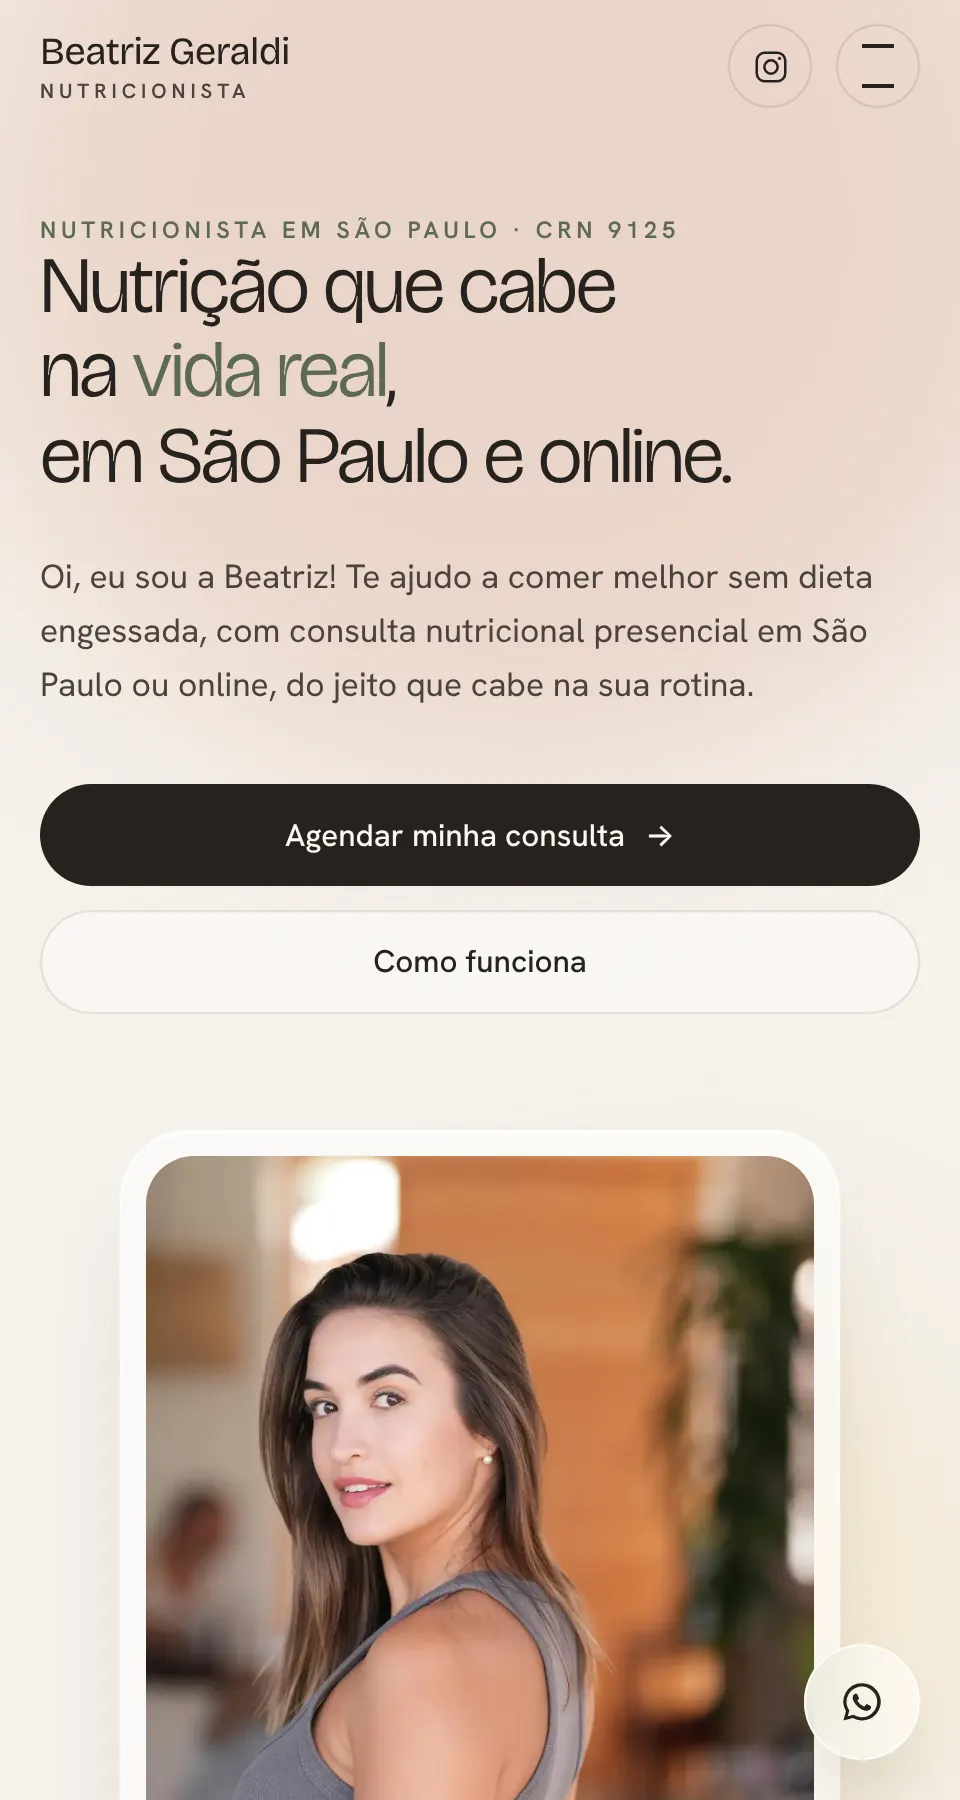 Beatriz Geraldi
NUTRICIONISTA
NUTRICIONISTA EM SÃO PAULO · CRN 9125
Nutrição que cabe
na vida real,
em São Paulo e online.
Oi, eu sou a Beatriz! Te ajudo a comer melhor sem dieta
engessada, com consulta nutricional presencial em São
Paulo ou online, do jeito que cabe na sua rotina.
Agendar minha consulta →
Como funciona